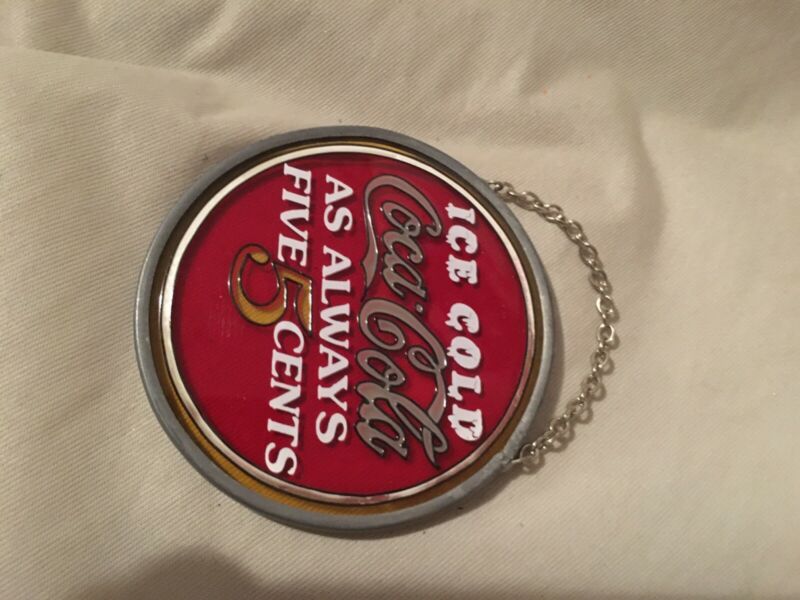 ICE COLD
Coca-Cola
AS ALWAYS
FIVE 5 CENTS